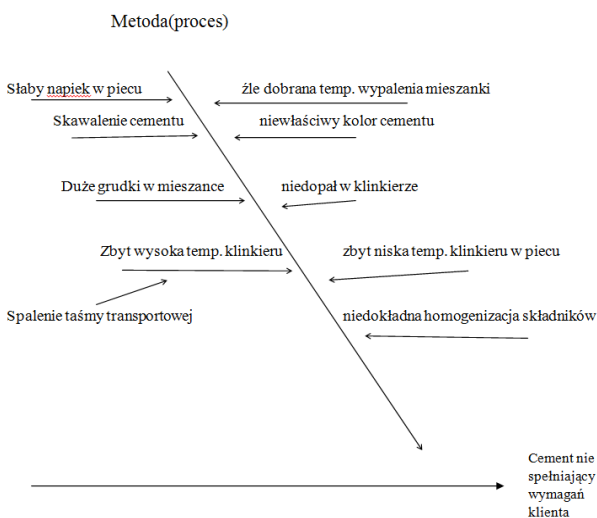 Metoda(proces)
Słaby napiek w piecu
źle dobrana temp. wypalenia mieszanki
Skawalenie cementu
niewłaściwy kolor cementu
Duże grudki w mieszance
niedopał w klinkierze
Zbyt wysoka temp. klinkieru
zbyt niska temp. klinkieru w piecu
Spalenie taśmy transportowej
niedokładna homogenizacja składników
Cement nie
spełniający
wymagań
klienta